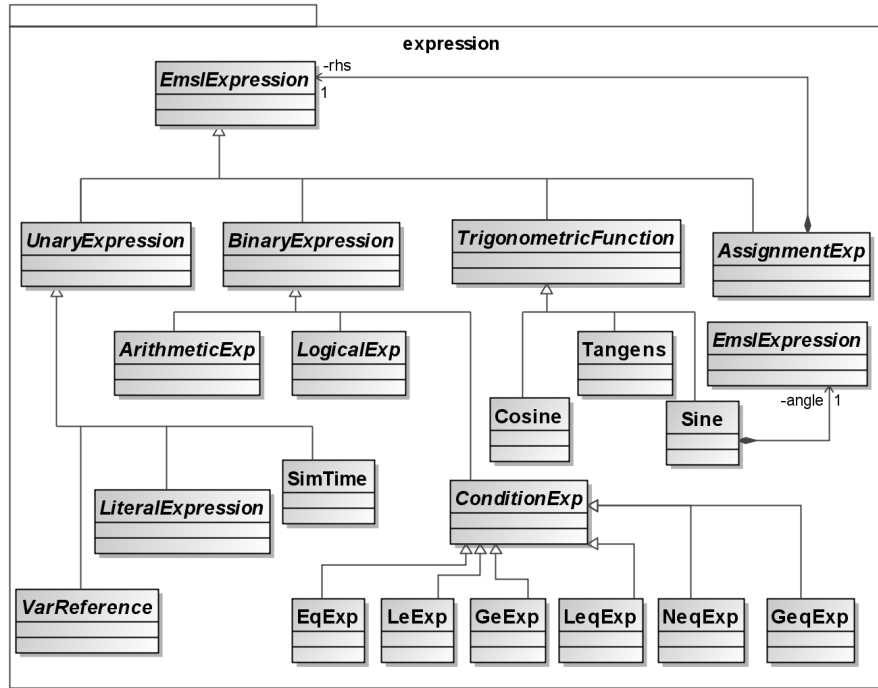 expression
EmslExpression
-rhs
1
UnaryExpression
BinaryExpression
TrigonometricFunction
AssignmentExp
ArithmeticExp
LogicalExp
Tangens
EmslExpression
Cosine
Sine
-angle
1
SimTime
LiteralExpression
ConditionExp
VarReference
EqExp
LeExp
GeExp
LeqExp
NeqExp
GeqExp